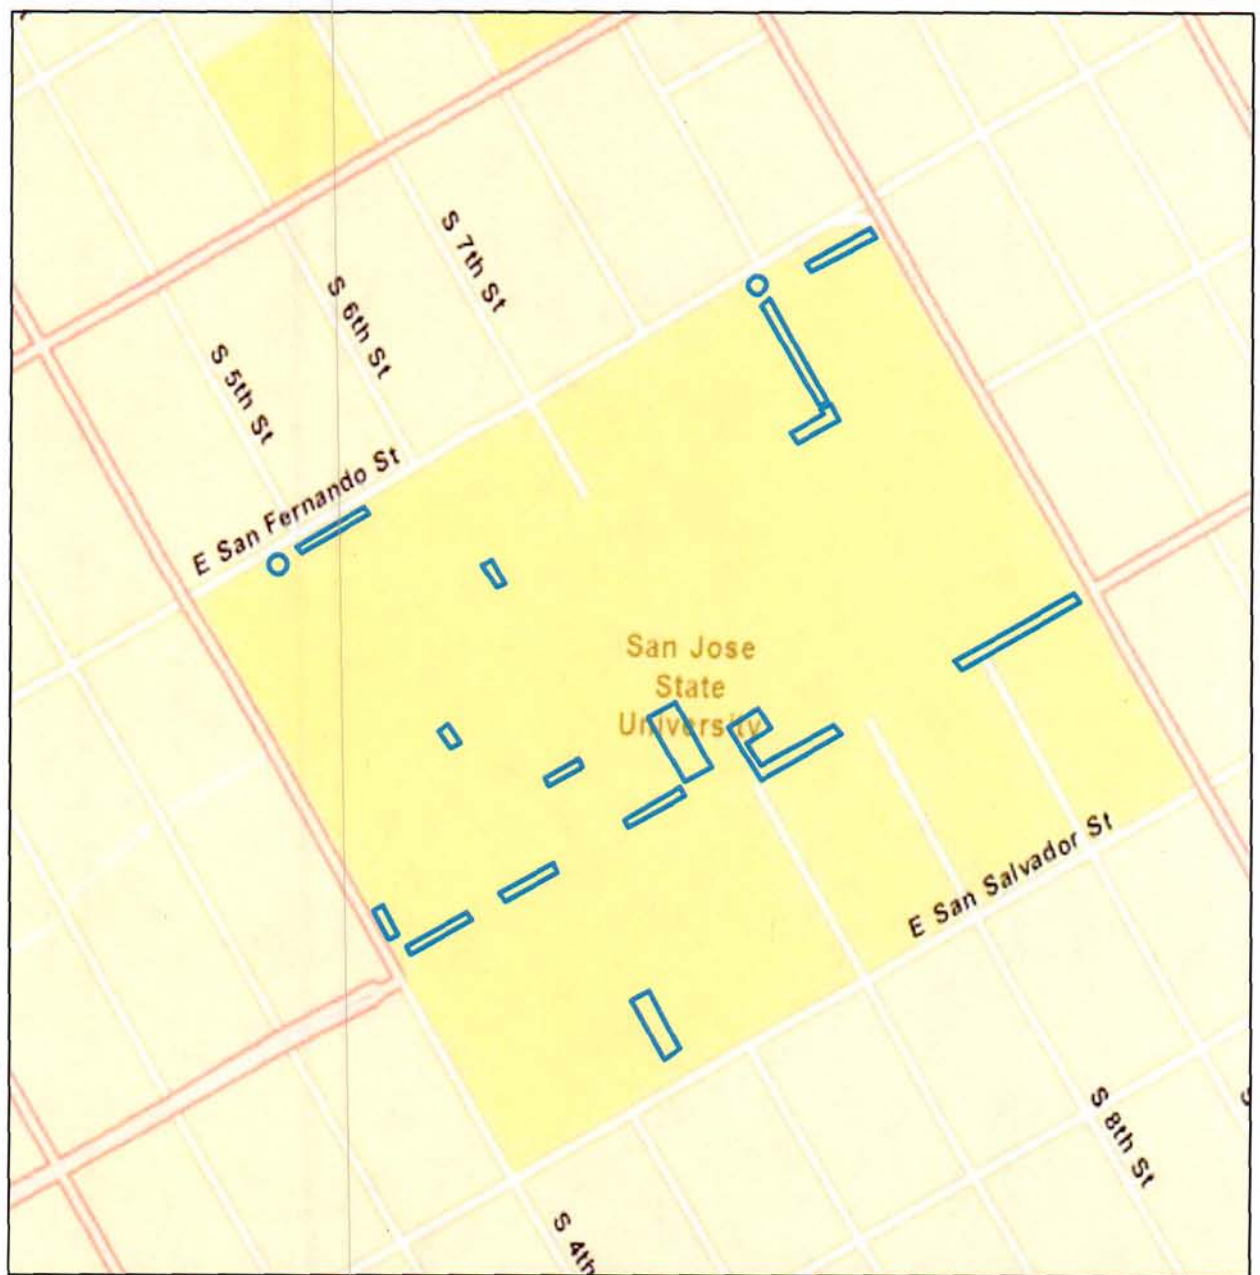 S 7th St
S 6th St
S 5th St
E San Fernando St
San Jose
State
University
E San Salvador St
S 8th St
S 4th